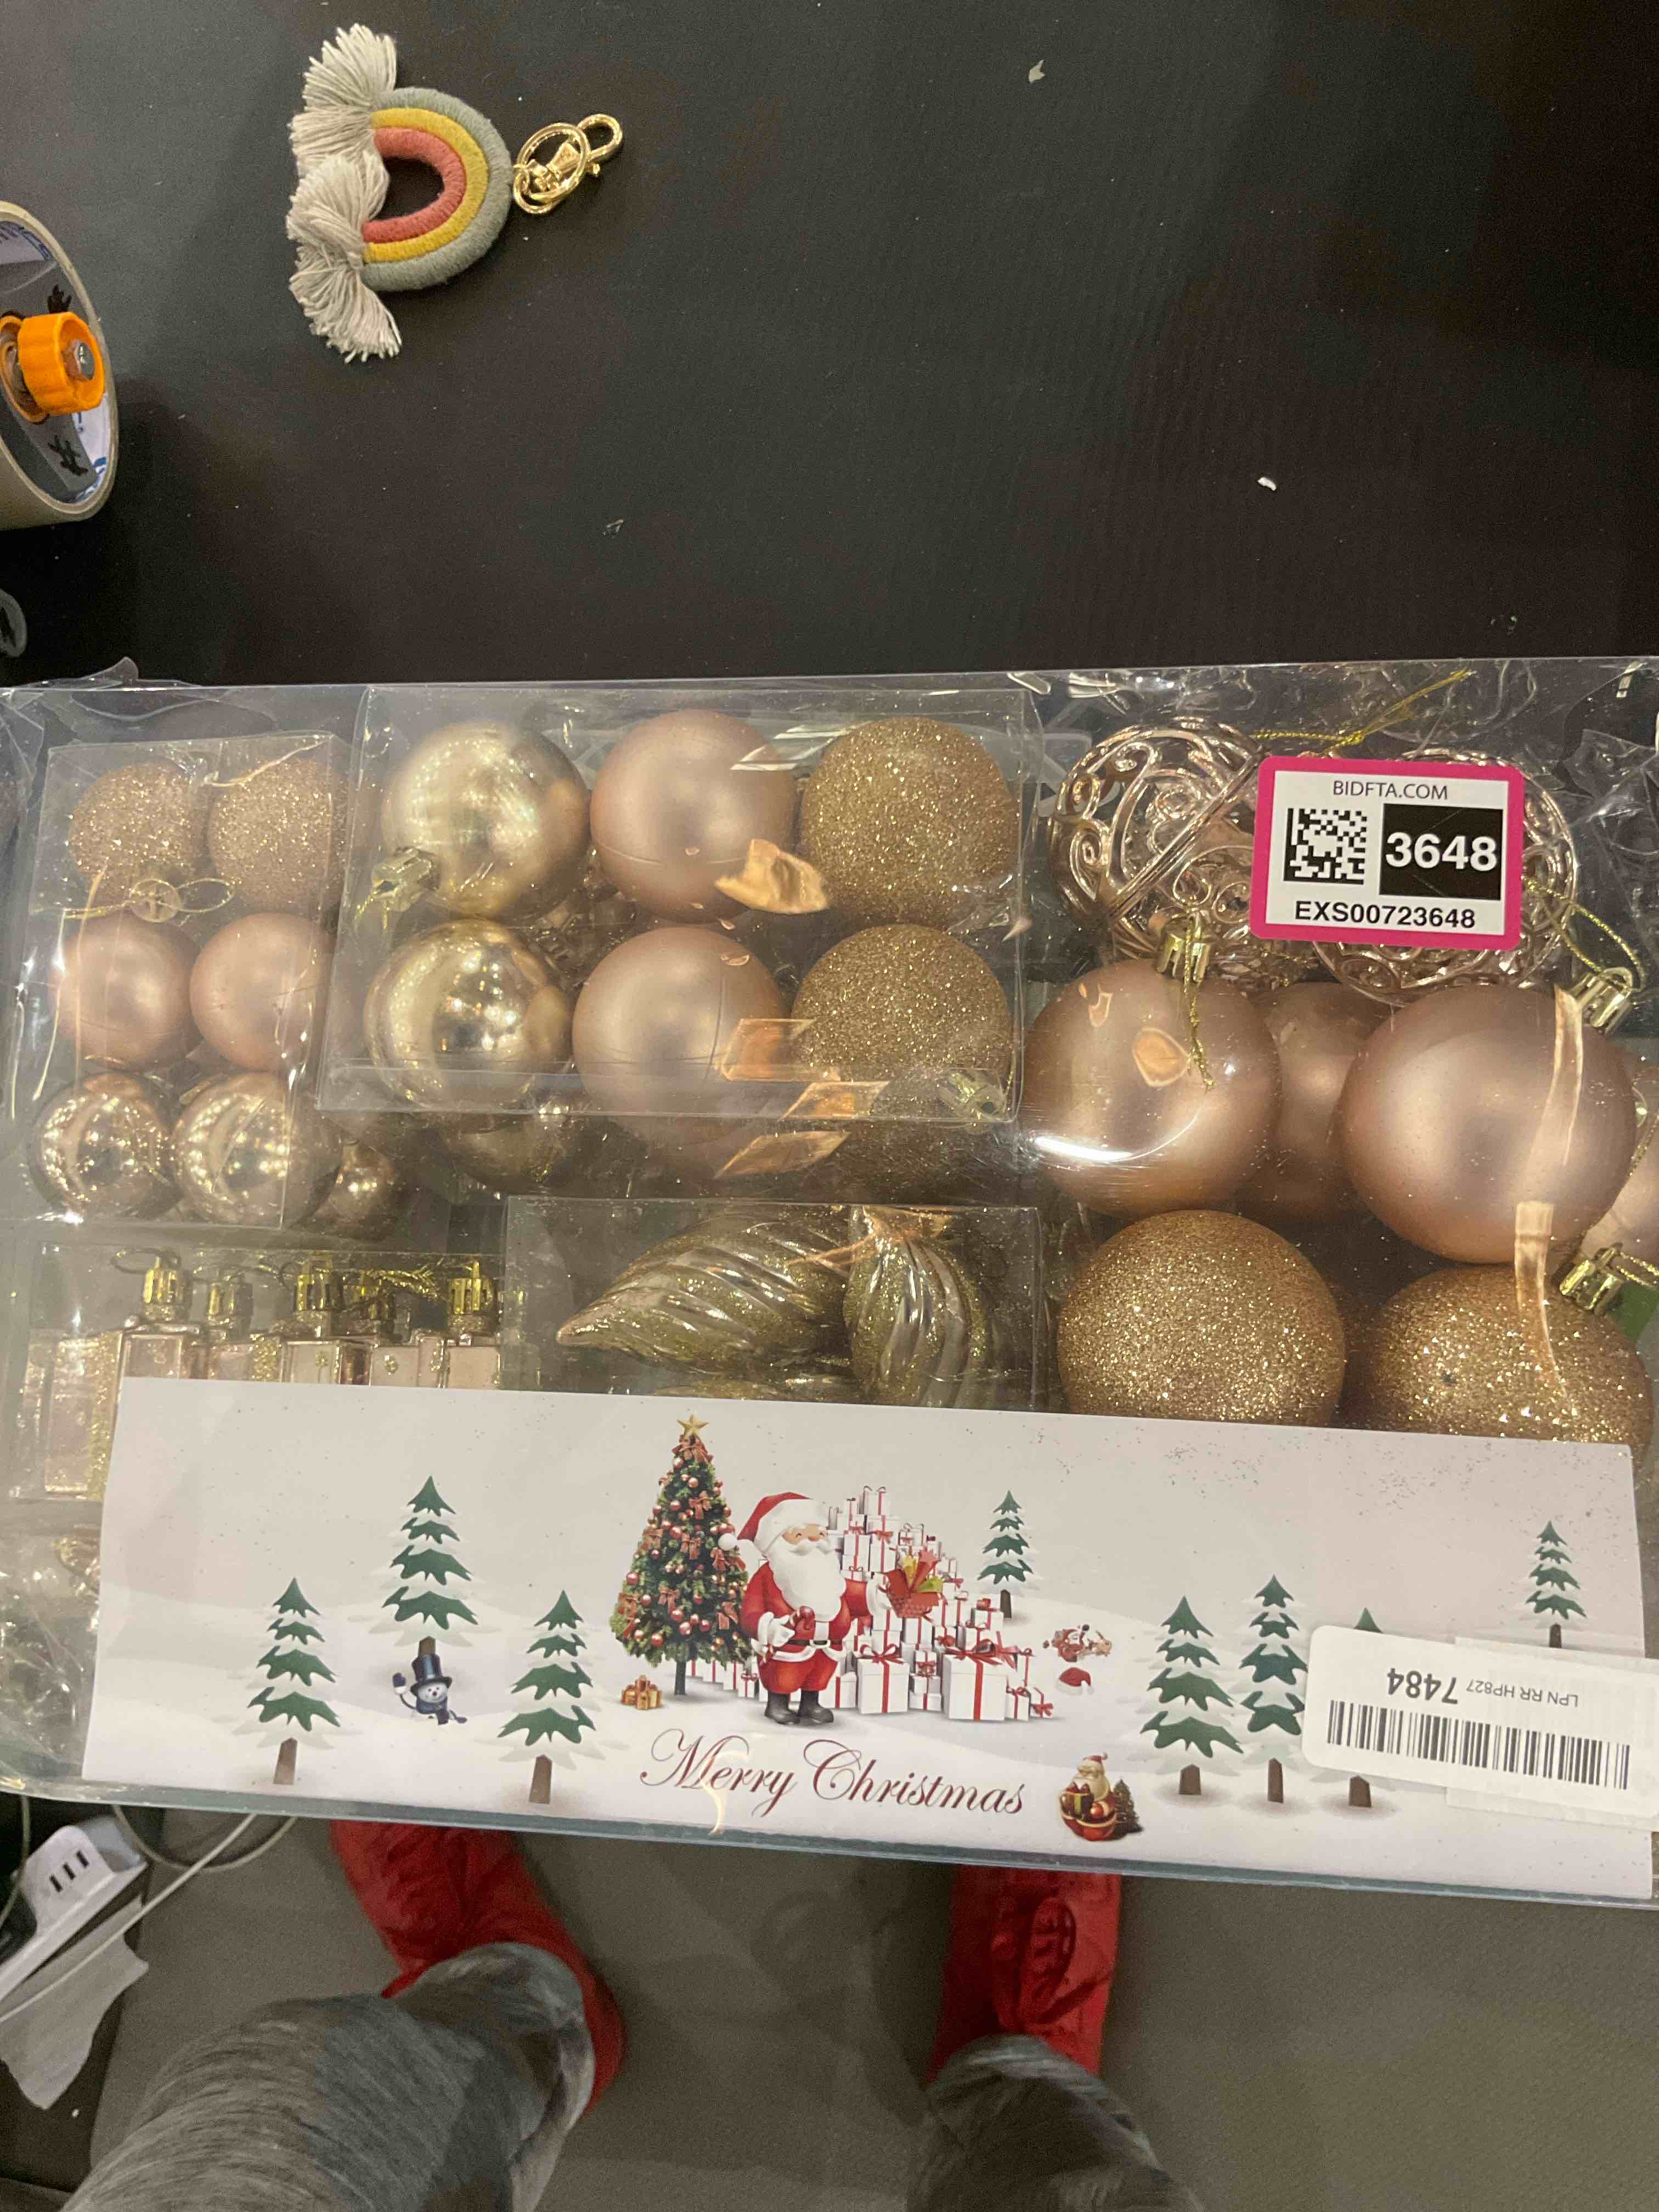 BIDFTA.COM
3648
EXS00723648
Merry Christmas
LPN RR HP827 7484